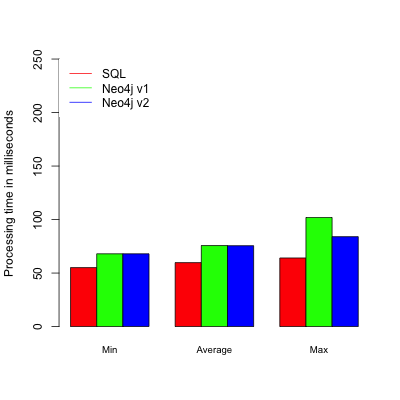 Processing time in milliseconds
250
200
150
100
50
0
SQL
Neo4j v1
Neo4j v2
Min Average Max